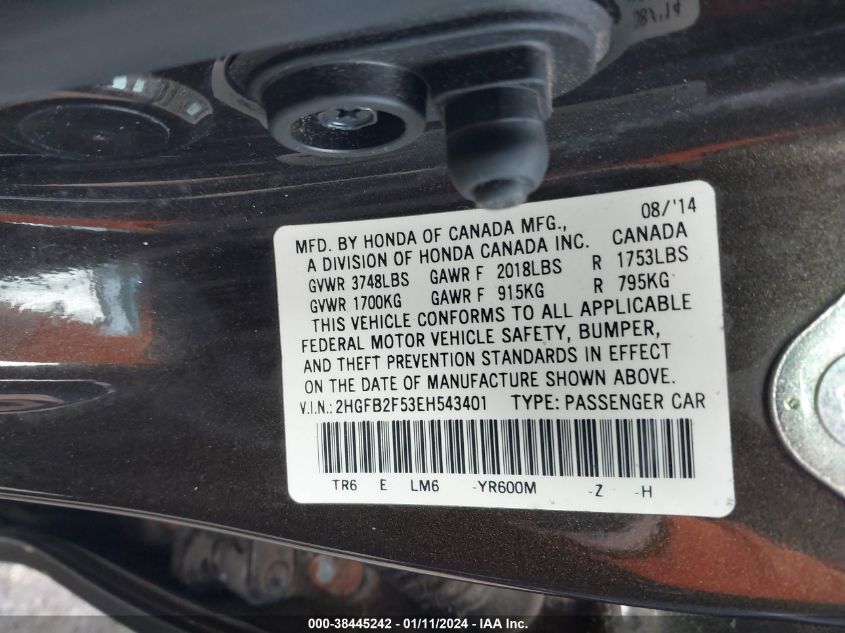 MFD. BY HONDA OF CANADA MFG., 08/'14
A DIVISION OF HONDA CANADA INC. CANADA
GVWR 3748LBS GAWR F 2018LBS R 1753LBS
GVWR 1700KG GAWR F 915KG R 795KG
THIS VEHICLE CONFORMS TO ALL APPLICABLE
FEDERAL MOTOR VEHICLE SAFETY, BUMPER,
AND THEFT PREVENTION STANDARDS IN EFFECT
ON THE DATE OF MANUFACTURE SHOWN ABOVE.
V.I.N.: 2HGFB2F53EH543401 TYPE: PASSENGER CAR
TR6 E LM6 -YR600M -Z -H
000-38445242 - 01/11/2024 - IAA Inc.